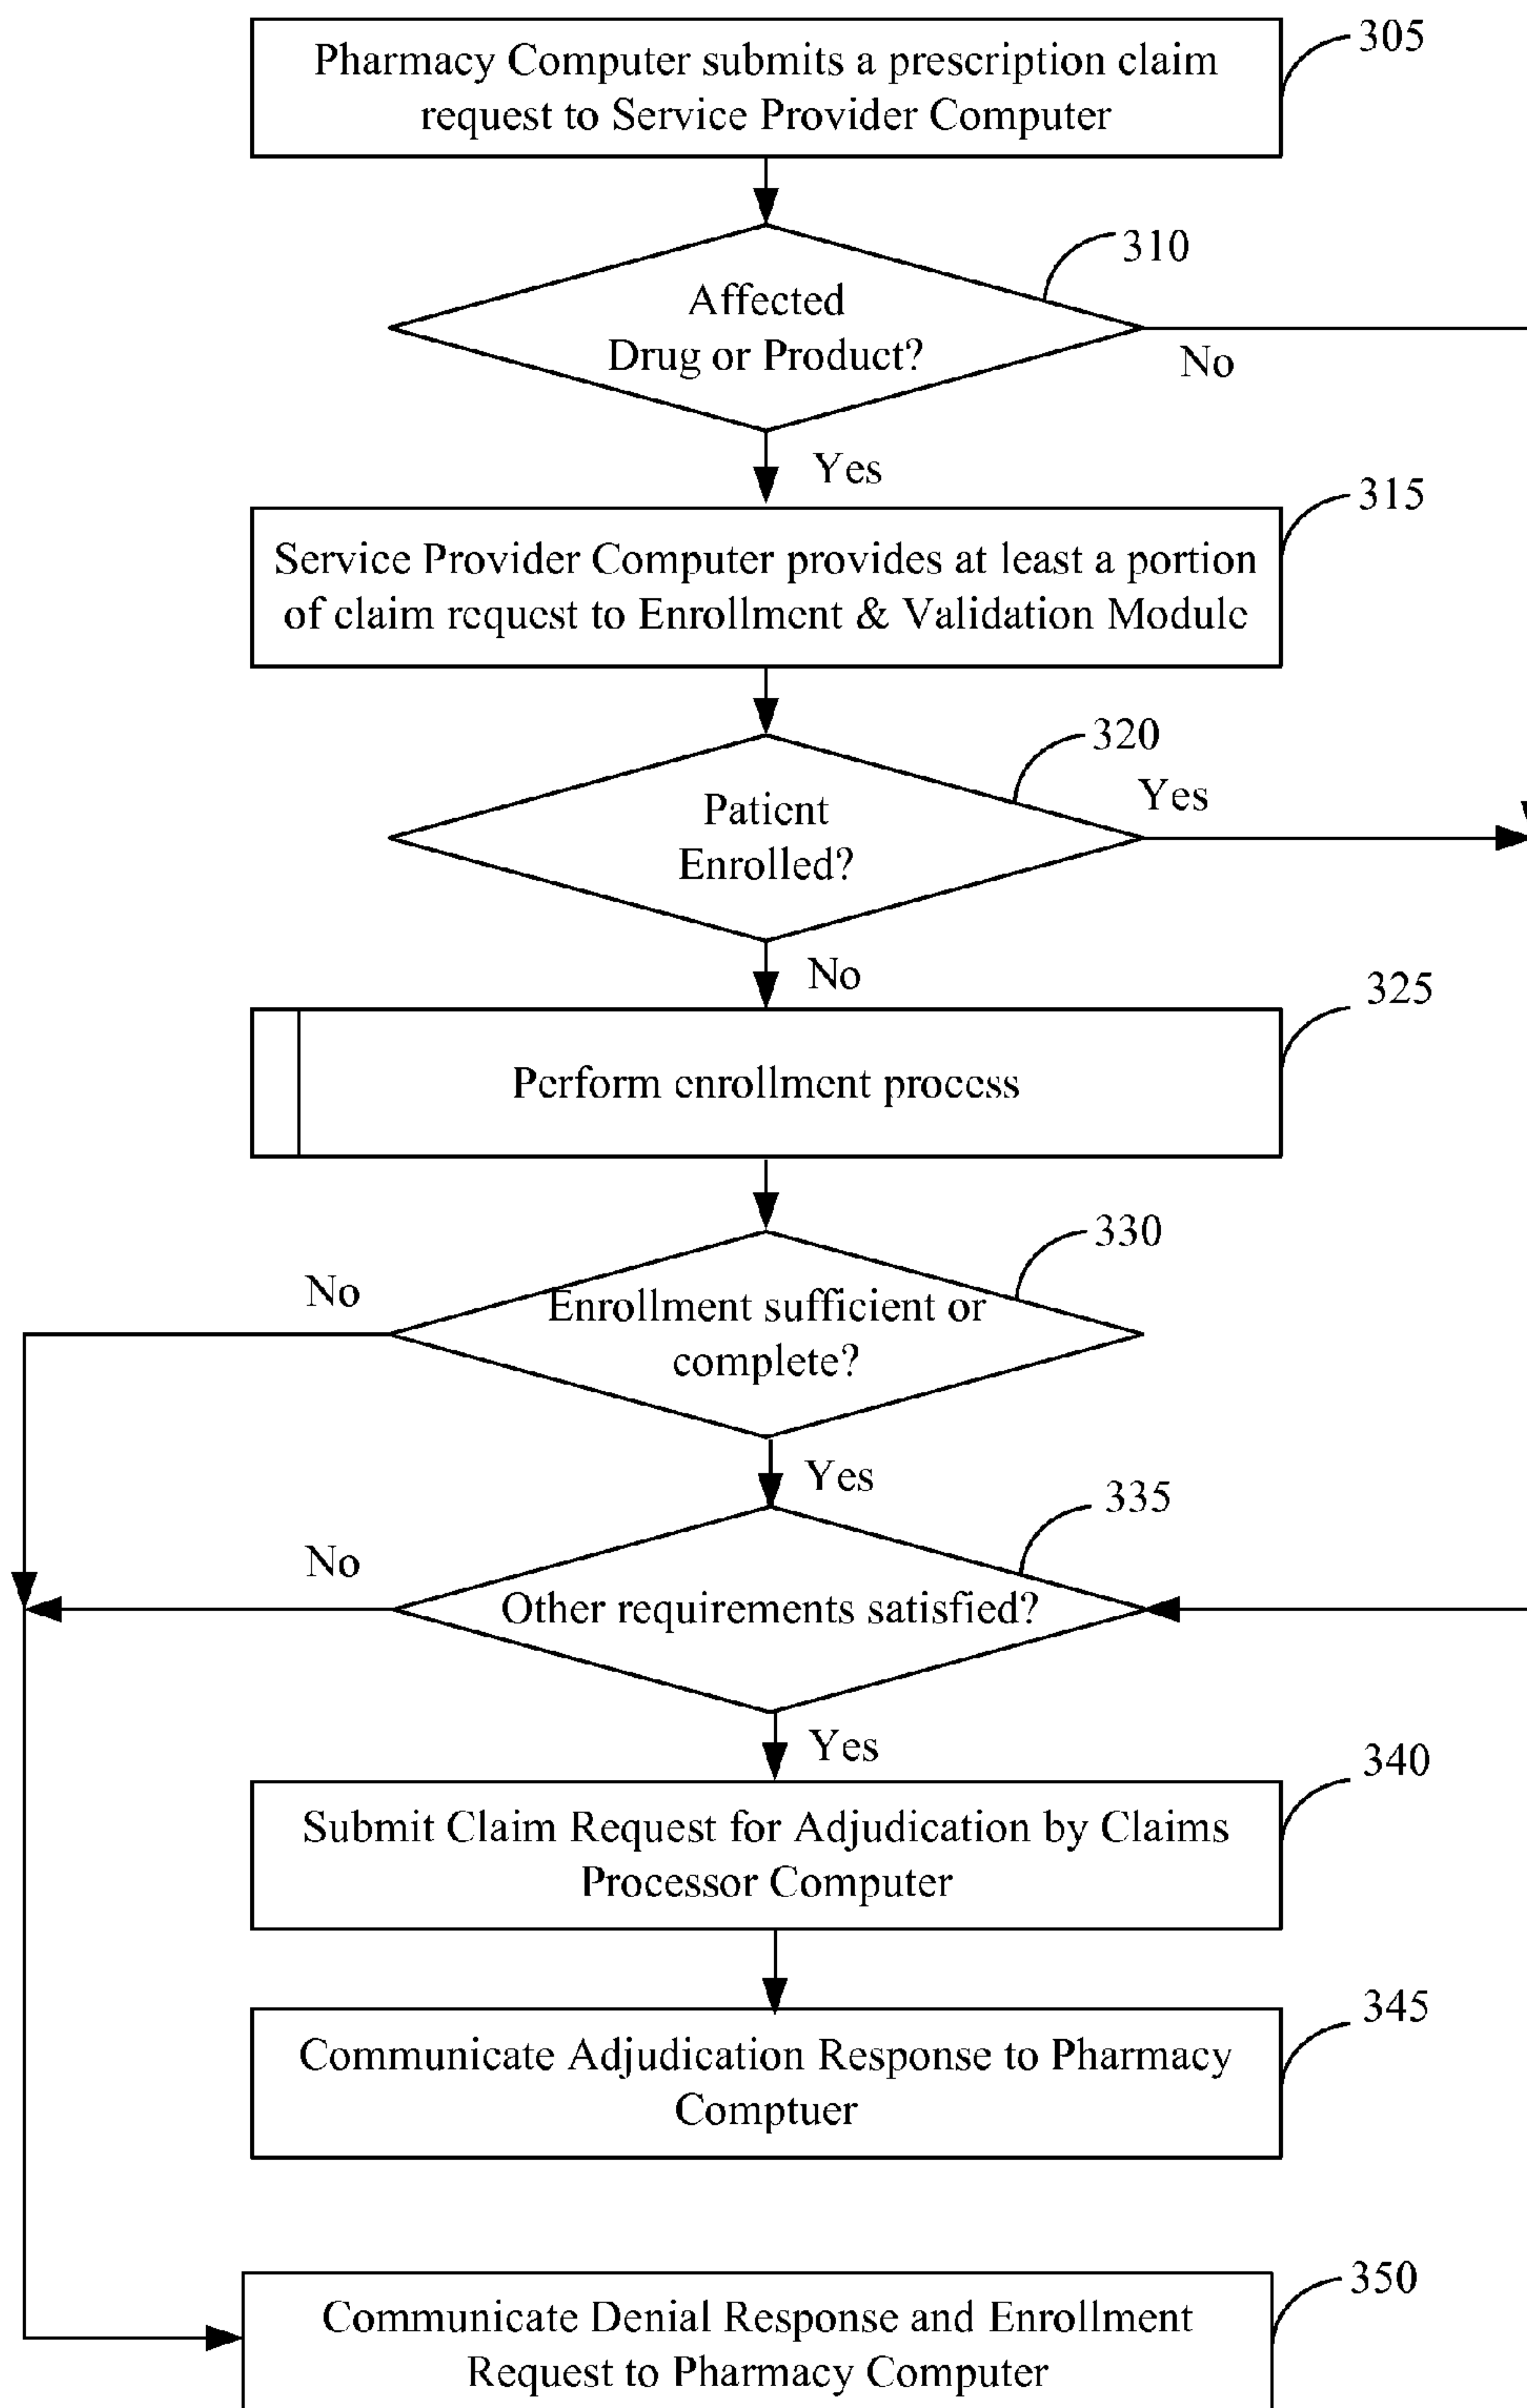 305
Pharmacy Computer submits a prescription claim
request to Service Provider Computer
310
Affected
Drug or Product?
No
Yes
315
Service Provider Computer provides at least a portion
of claim request to Enrollment & Validation Module
320
Patient
Enrolled?
Yes
No
325
Perform enrollment process
330
No
Enrollment sufficient or
complete?
Yes
335
No
Other requirements satisfied?
Yes
340
Submit Claim Request for Adjudication by Claims
Processor Computer
345
Communicate Adjudication Response to Pharmacy
Comptuer
350
Communicate Denial Response and Enrollment
Request to Pharmacy Computer